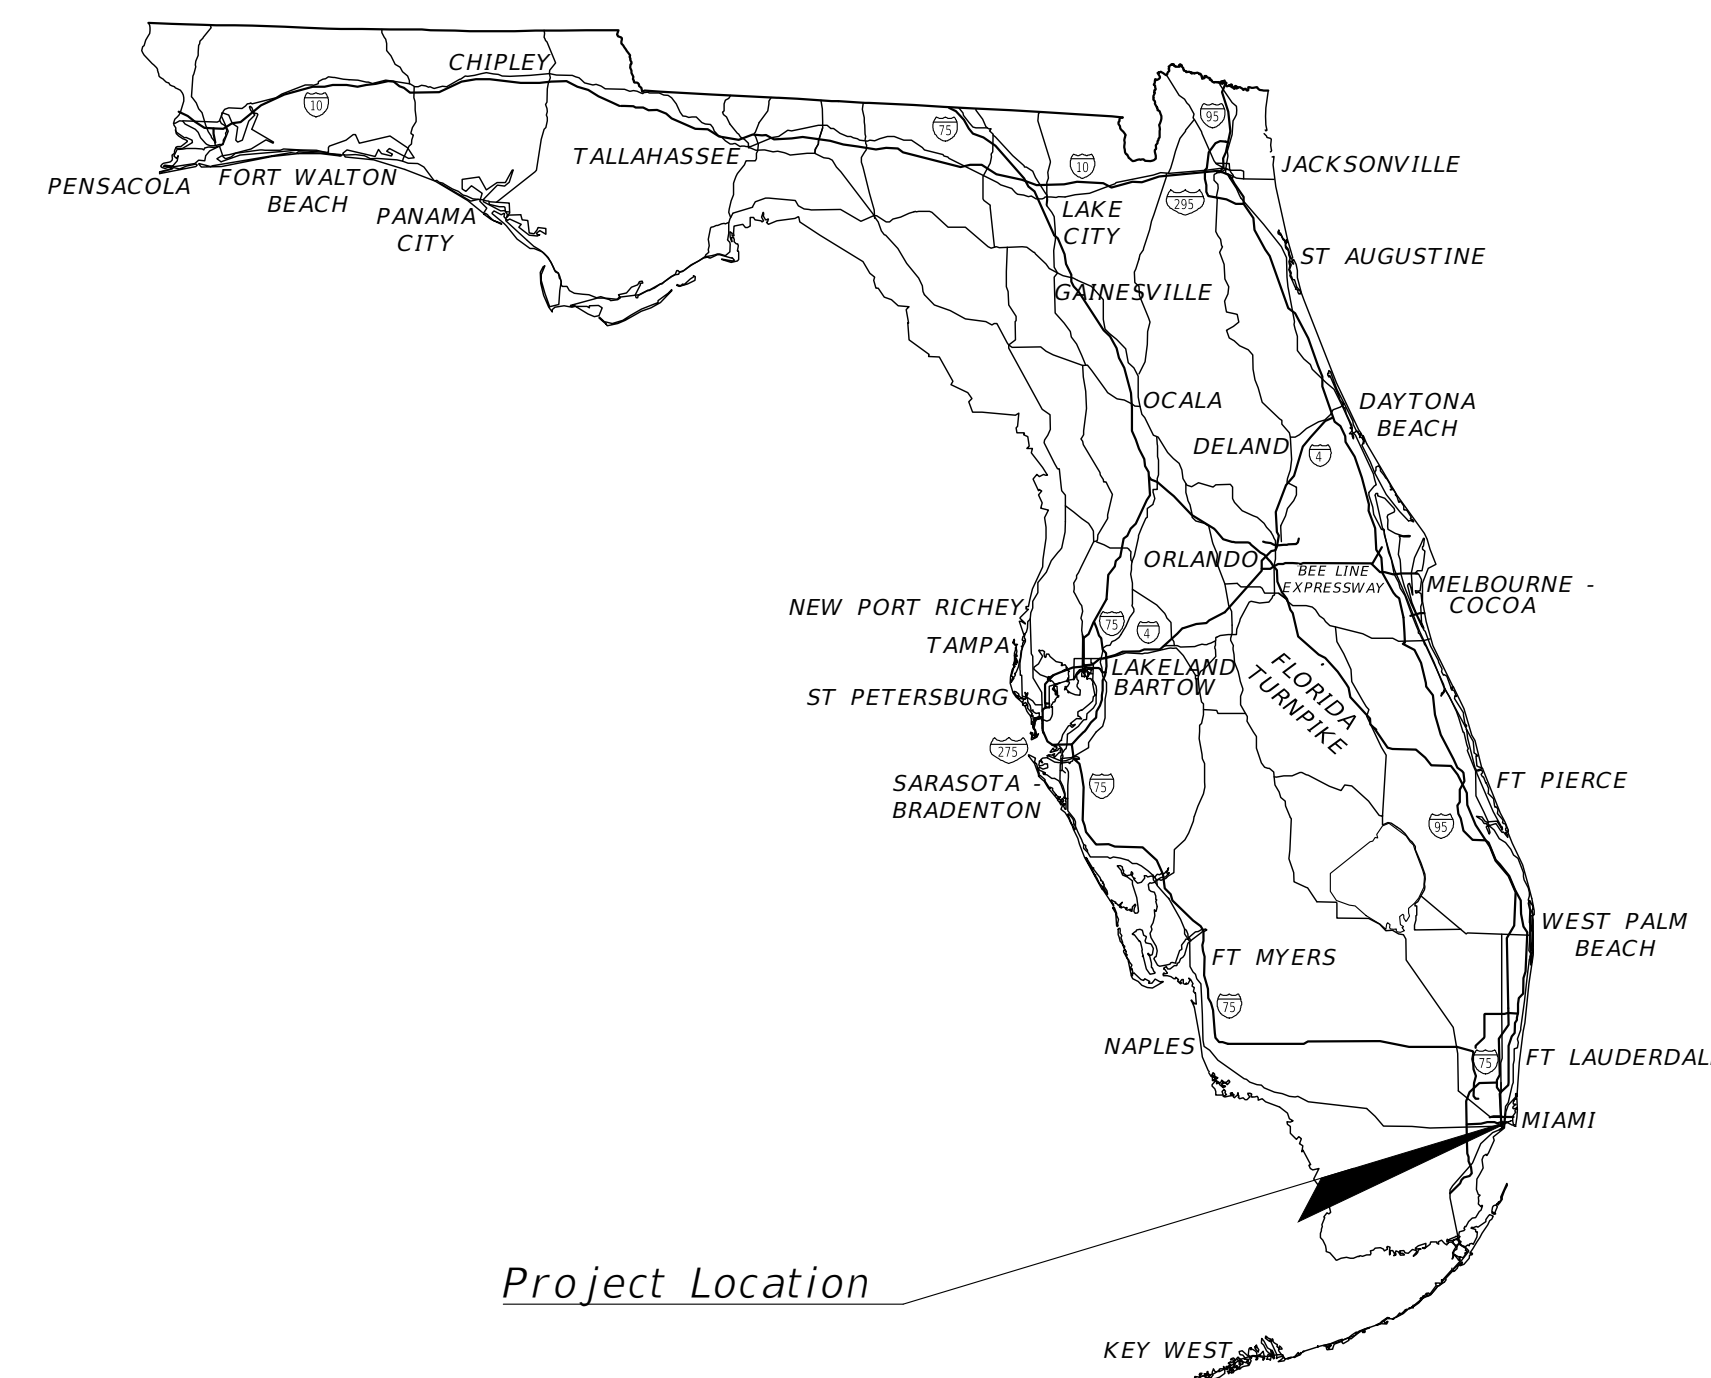 CHIPLEY
10
TALLAHASSEE
75
95
10
JACKSONVILLE
295
PENSACOLA
FORT WALTON
BEACH
PANAMA
CITY
LAKE
CITY
ST AUGUSTINE
GAINESVILLE
OCALA
DAYTONA
BEACH
DELAND
4
ORLANDO
BEE LINE
EXPRESSWAY
MELBOURNE -
COCOA
NEW PORT RICHEY
75
4
TAMPA
LAKELAND
BARTOW
FLORIDA
TURNPIKE
ST PETERSBURG
275
SARASOTA -
BRADENTON
75
FT PIERCE
95
WEST PALM
BEACH
FT MYERS
75
NAPLES
75
FT LAUDERDAL
MIAMI
Project Location
KEY WEST